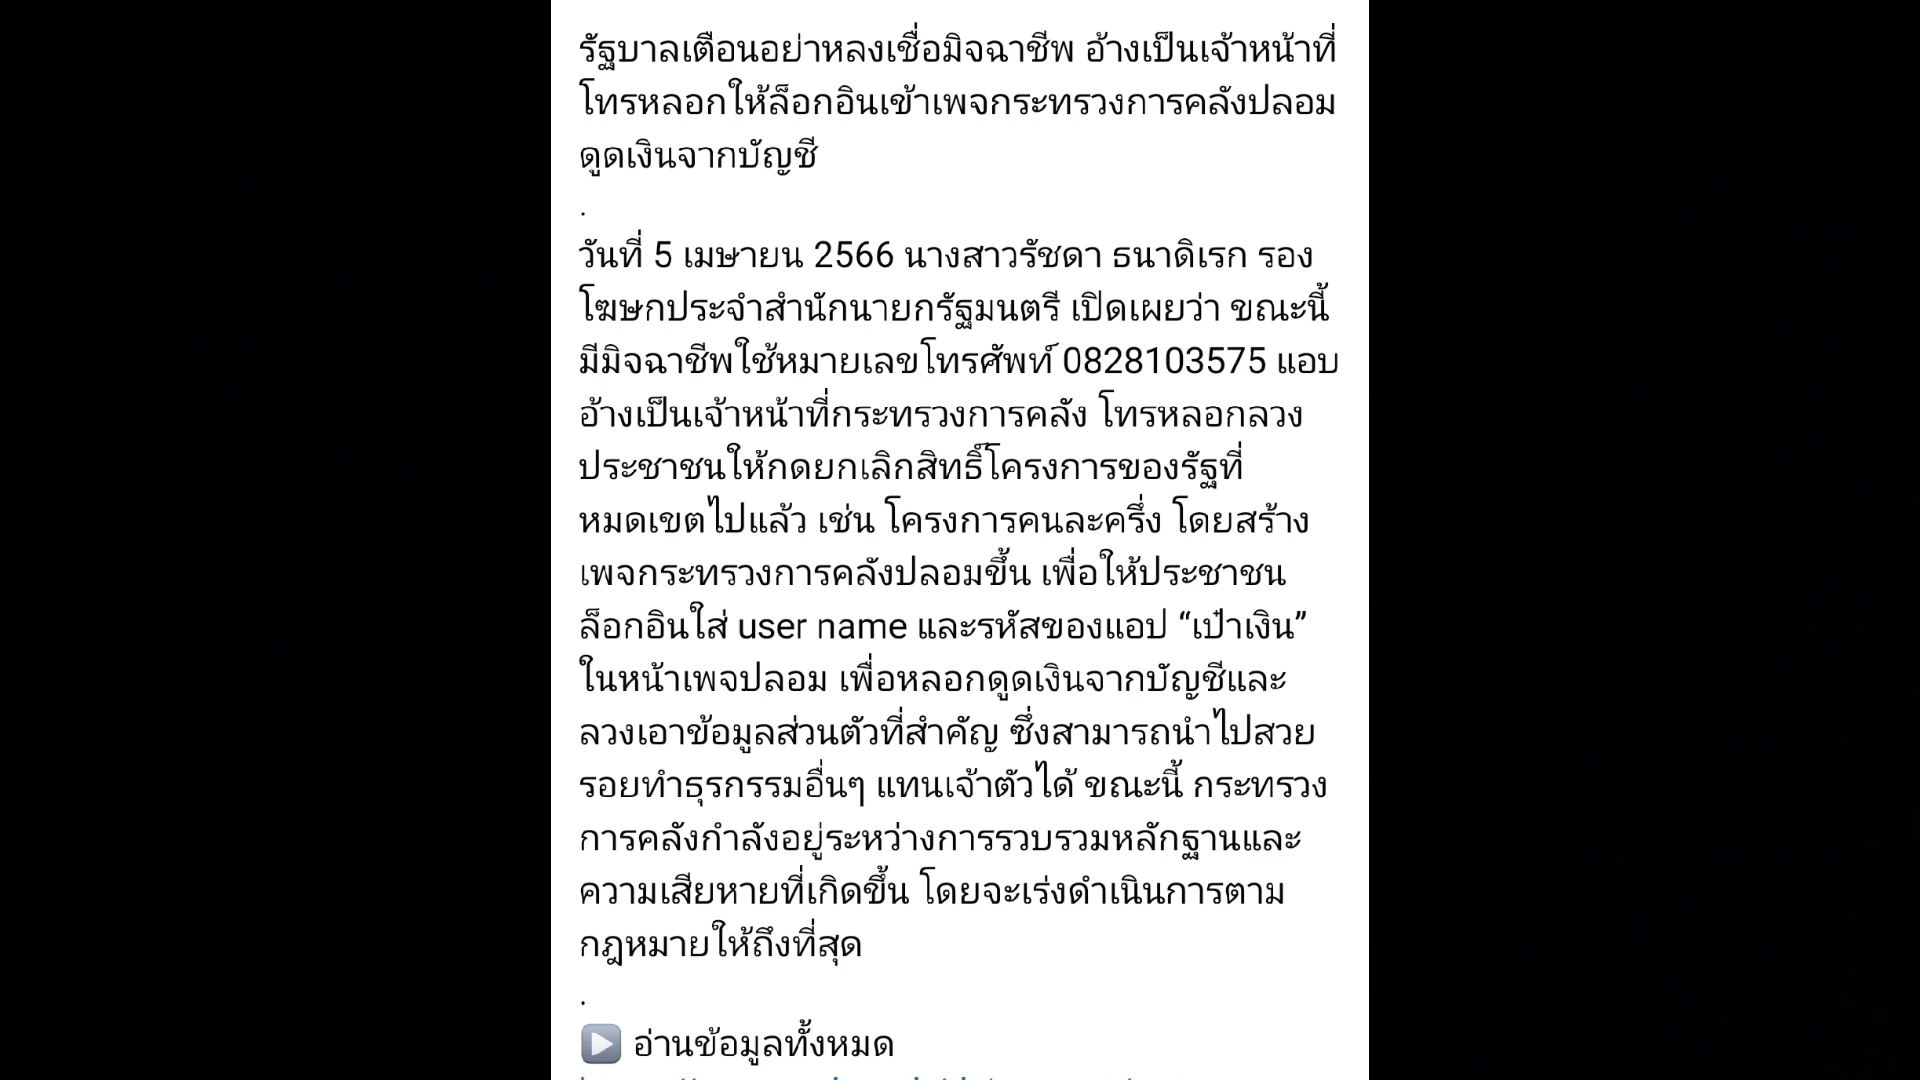 รัฐบาลเตือนอย่าหลงเชื่อมิจฉาชีพ อ้างเป็นเจ้าหน้าที่
โทรหลอกให้ล็อกอินเข้าเพจกระทรวงการคลังปลอม
ดูดเงินจากบัญชี
.
วันที่ 5 เมษายน 2566 นางสาวรัชดา ธนาดิเรก รอง
โฆษกประจำสำนักนายกรัฐมนตรี เปิดเผยว่า ขณะนี้
มีมิจฉาชีพใช้หมายเลขโทรศัพท์ 0828103575 แอบ
อ้างเป็นเจ้าหน้าที่กระทรวงการคลัง โทรหลอกลวง
ประชาชนให้กดยกเลิกสิทธิ์โครงการของรัฐที่
หมดเขตไปแล้ว เช่น โครงการคนละครึ่ง โดยสร้าง
เพจกระทรวงการคลังปลอมขึ้น เพื่อให้ประชาชน
ล็อกอินใส่ user name และรหัสของแอป “เป๋าเงิน”
ในหน้าเพจปลอม เพื่อหลอกดูดเงินจากบัญชีและ
ลวงเอาข้อมูลส่วนตัวที่สำคัญ ซึ่งสามารถนำไปสวย
รอยทำธุรกรรมอื่นๆ แทนเจ้าตัวได้ ขณะนี้ กระทรวง
การคลังกำลังอยู่ระหว่างการรวบรวมหลักฐานและ
ความเสียหายที่เกิดขึ้น โดยจะเร่งดำเนินการตาม
กฎหมายให้ถึงที่สุด
.
อ่านข้อมูลทั้งหมด